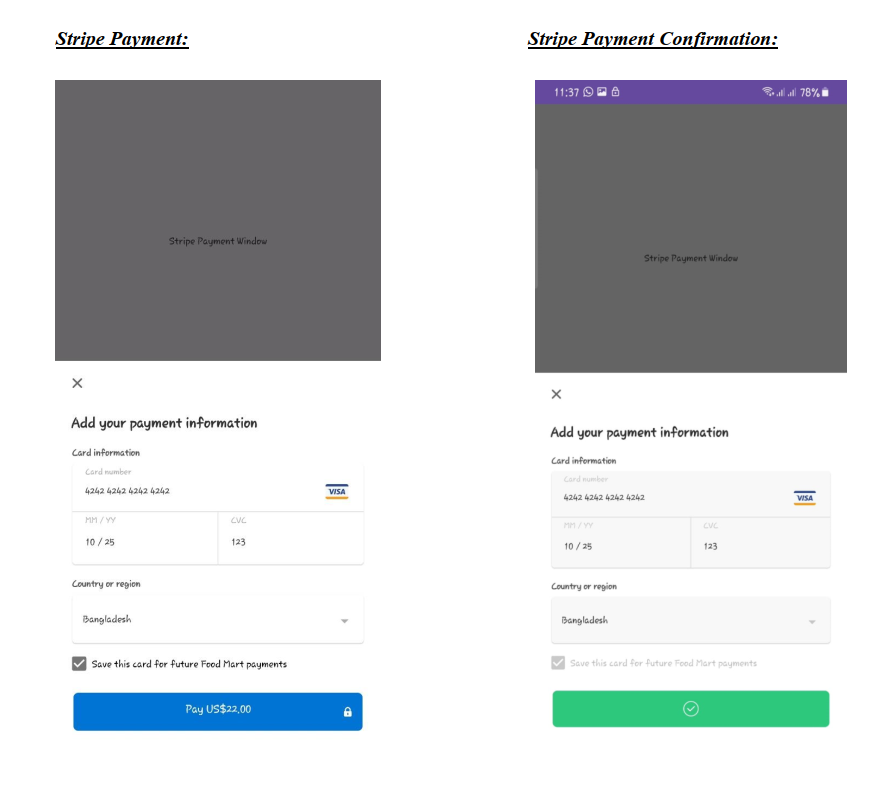 Stripe Payment:
Stripe Payment Window
Add your payment information
Card information
Card number
4242 4242 4242 4242
VISA
MM / YY
CVC
10 / 25
123
Country or region
Bangladesh
Save this card for future Food Mart payments
Pay US$22.00
Stripe Payment Confirmation:
11:37
78%
Stripe Payment Window
Add your payment information
Card information
Card number
4242 4242 4242 4242
VISA
MM / YY
CVC
10 / 25
123
Country or region
Bangladesh
Save this card for future Food Mart payments